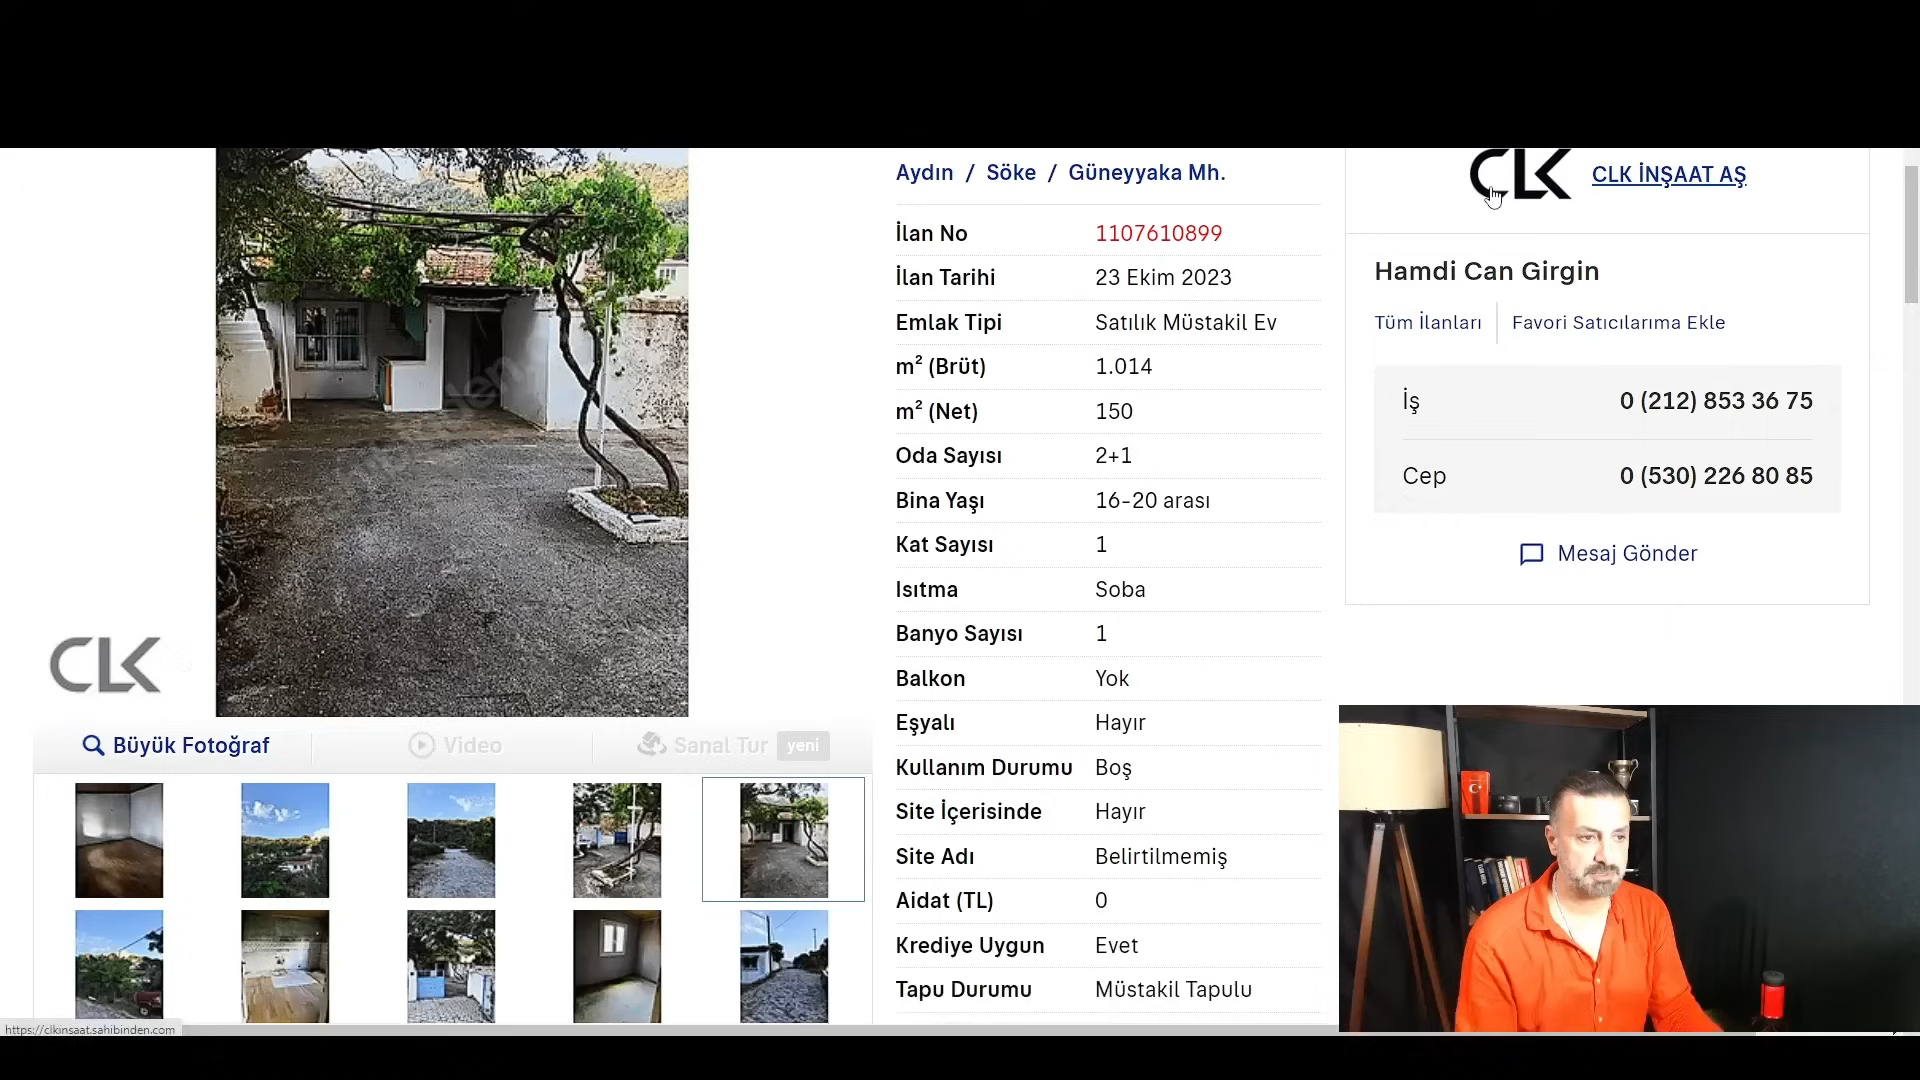 Aydın / Söke / Güneyyaka Mh.
İlan No 1107610899
İlan Tarihi 23 Ekim 2023
Emlak Tipi Satılık Müstakil Ev
m² (Brüt) 1.014
m² (Net) 150
Oda Sayısı 2+1
Bina Yaşı 16-20 arası
Kat Sayısı 1
Isıtma Soba
Banyo Sayısı 1
Balkon Yok
Eşyalı Hayır
Kullanım Durumu Boş
Site İçerisinde Hayır
Site Adı Belirtilmemiş
Aidat (TL) 0
Krediye Uygun Evet
Tapu Durumu Müstakil Tapulu
CLK CLK İNŞAAT AŞ
Hamdi Can Girgin
Tüm İlanları Favori Satıcılarıma Ekle
İş 0 (212) 853 36 75
Cep 0 (530) 226 80 85
Mesaj Gönder
CLK
Büyük Fotoğraf Video Sanal Tur yeni
https://clkinsaat.sahibinden.com